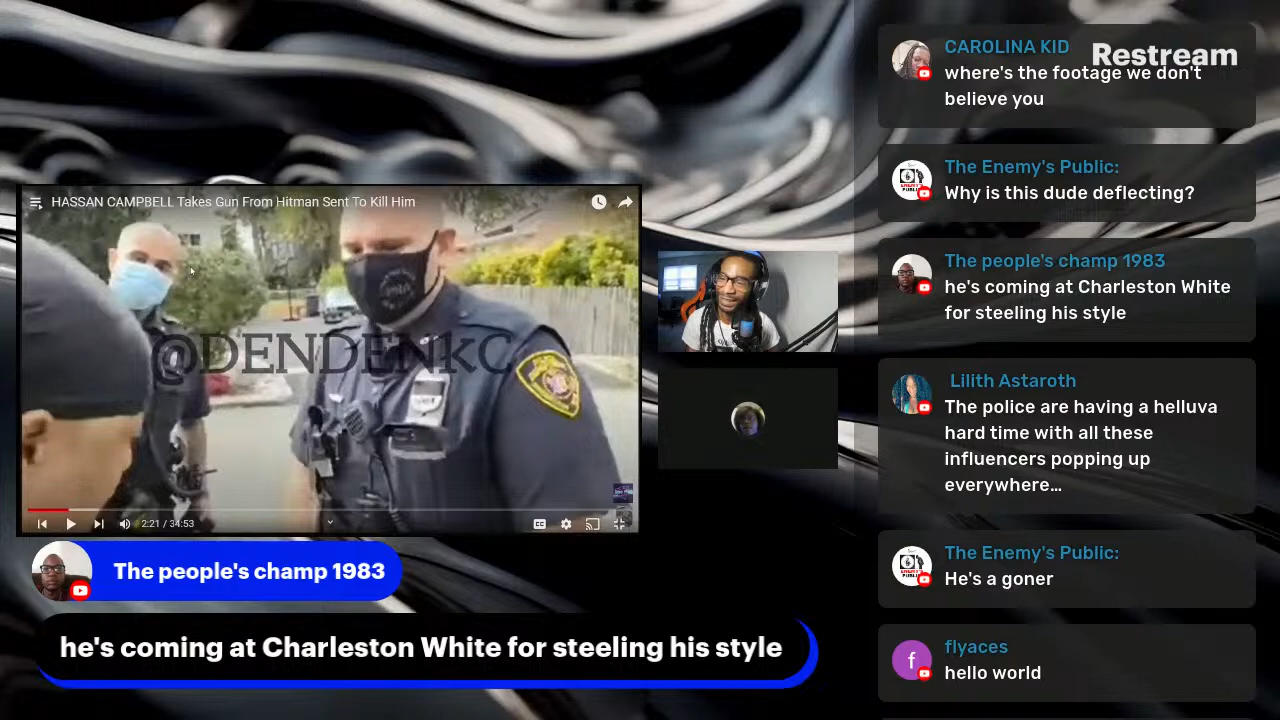 HASSAN CAMPBELL Takes Gun From Hitman Sent To Kill Him
@DENDENKC
2:21 / 34:53
CC
The people's champ 1983
he's coming at Charleston White for steeling his style
Restream
CAROLINA KID
where's the footage we don't
believe you
The Enemy's Public:
Why is this dude deflecting?
The people's champ 1983
he's coming at Charleston White
for steeling his style
Lilith Astaroth
The police are having a helluva
hard time with all these
influencers popping up
everywhere...
The Enemy's Public:
He's a goner
f
flyaces
hello world